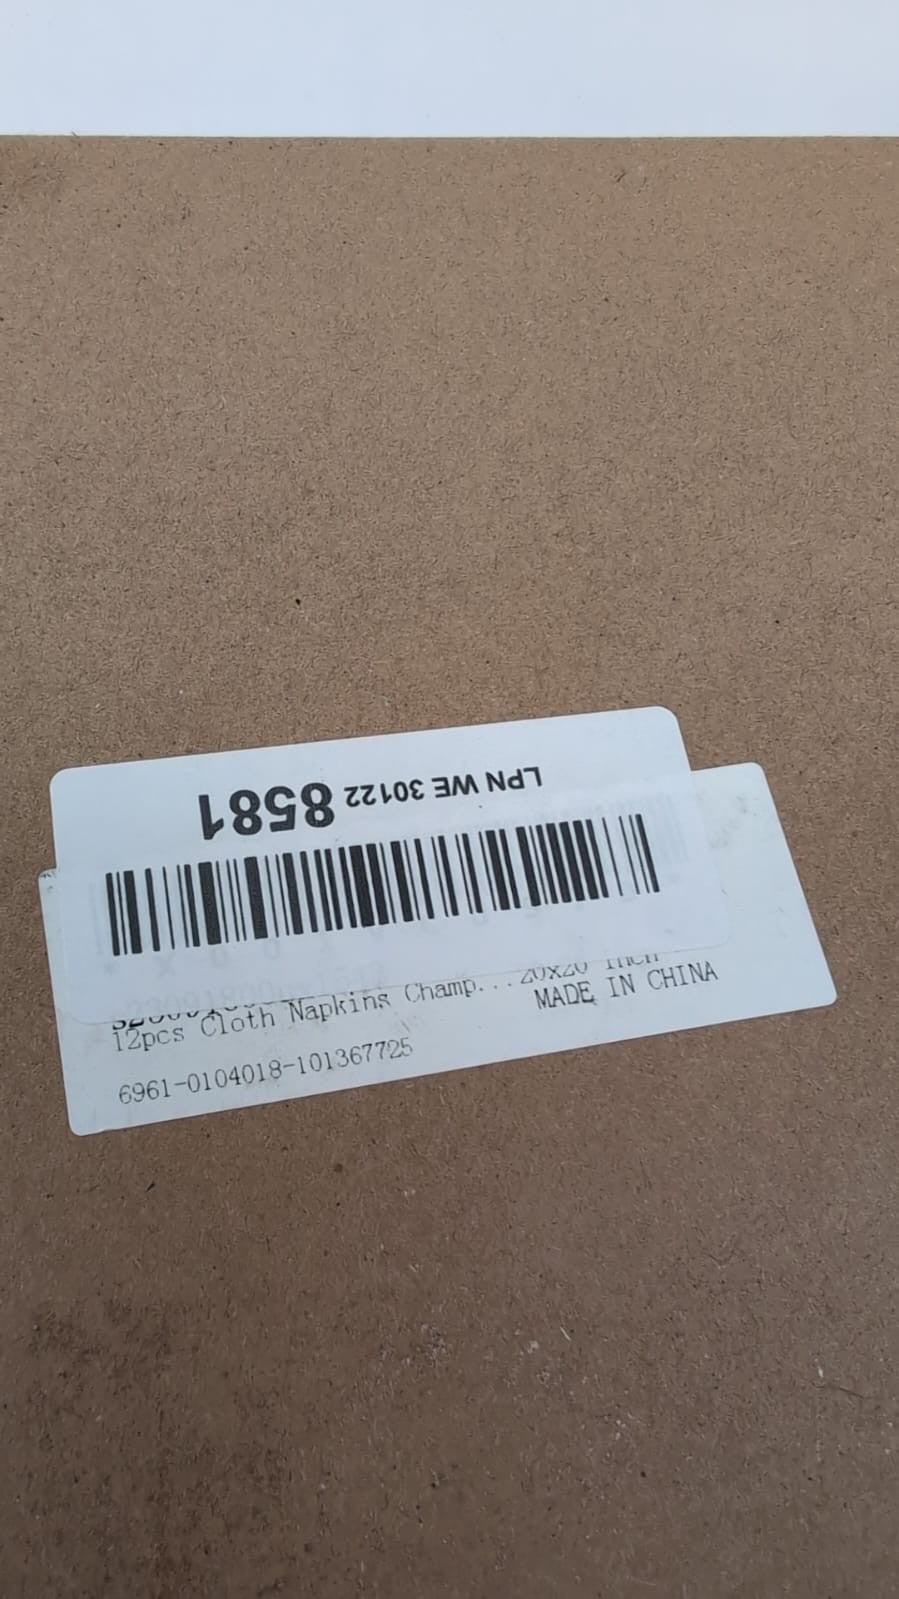 LPN WE 30122 8581
12pcs Cloth Napkins Champ...20x20 Inch
MADE IN CHINA
6961-0104018-101367725